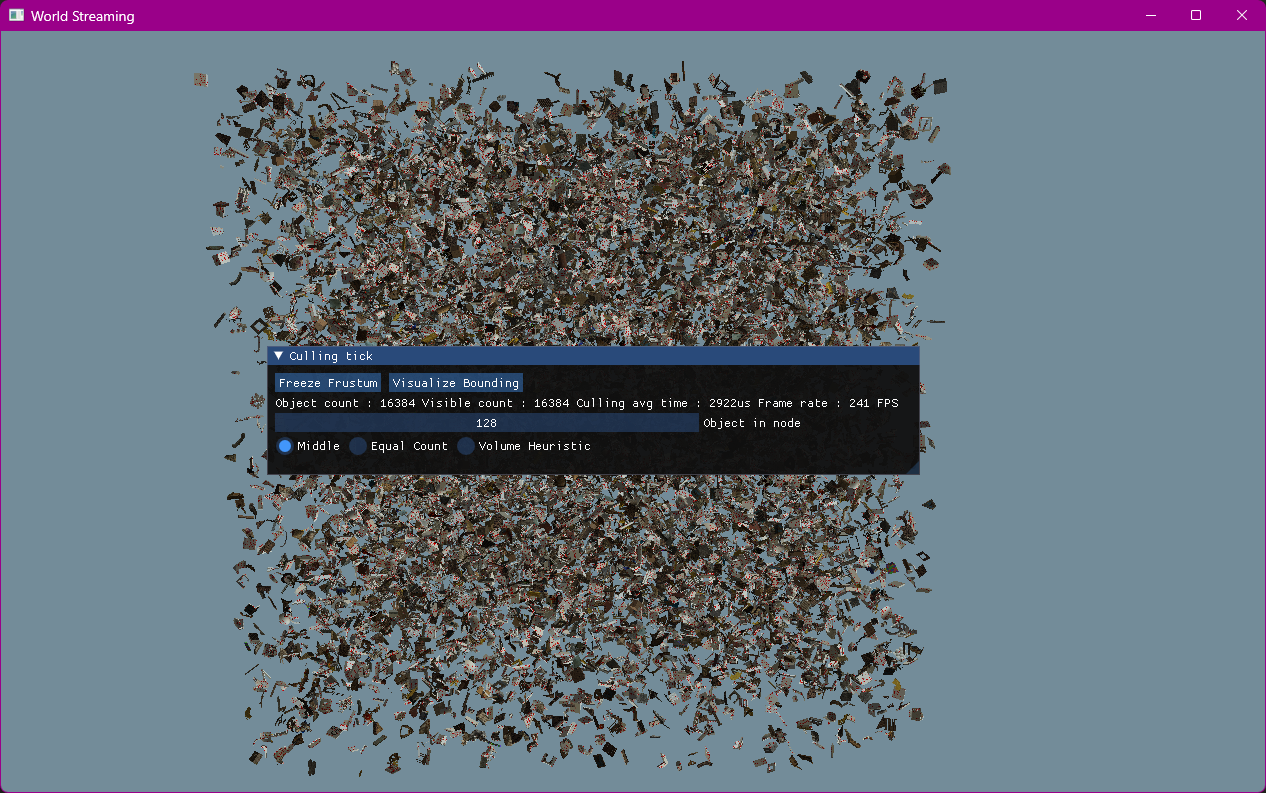 World Streaming
Culling tick
Freeze Frustum Visualize Bounding
Object count : 16384 Visible count : 16384 Culling avg time : 2922us Frame rate : 241 FPS
128 Object in node
Middle Equal Count Volume Heuristic